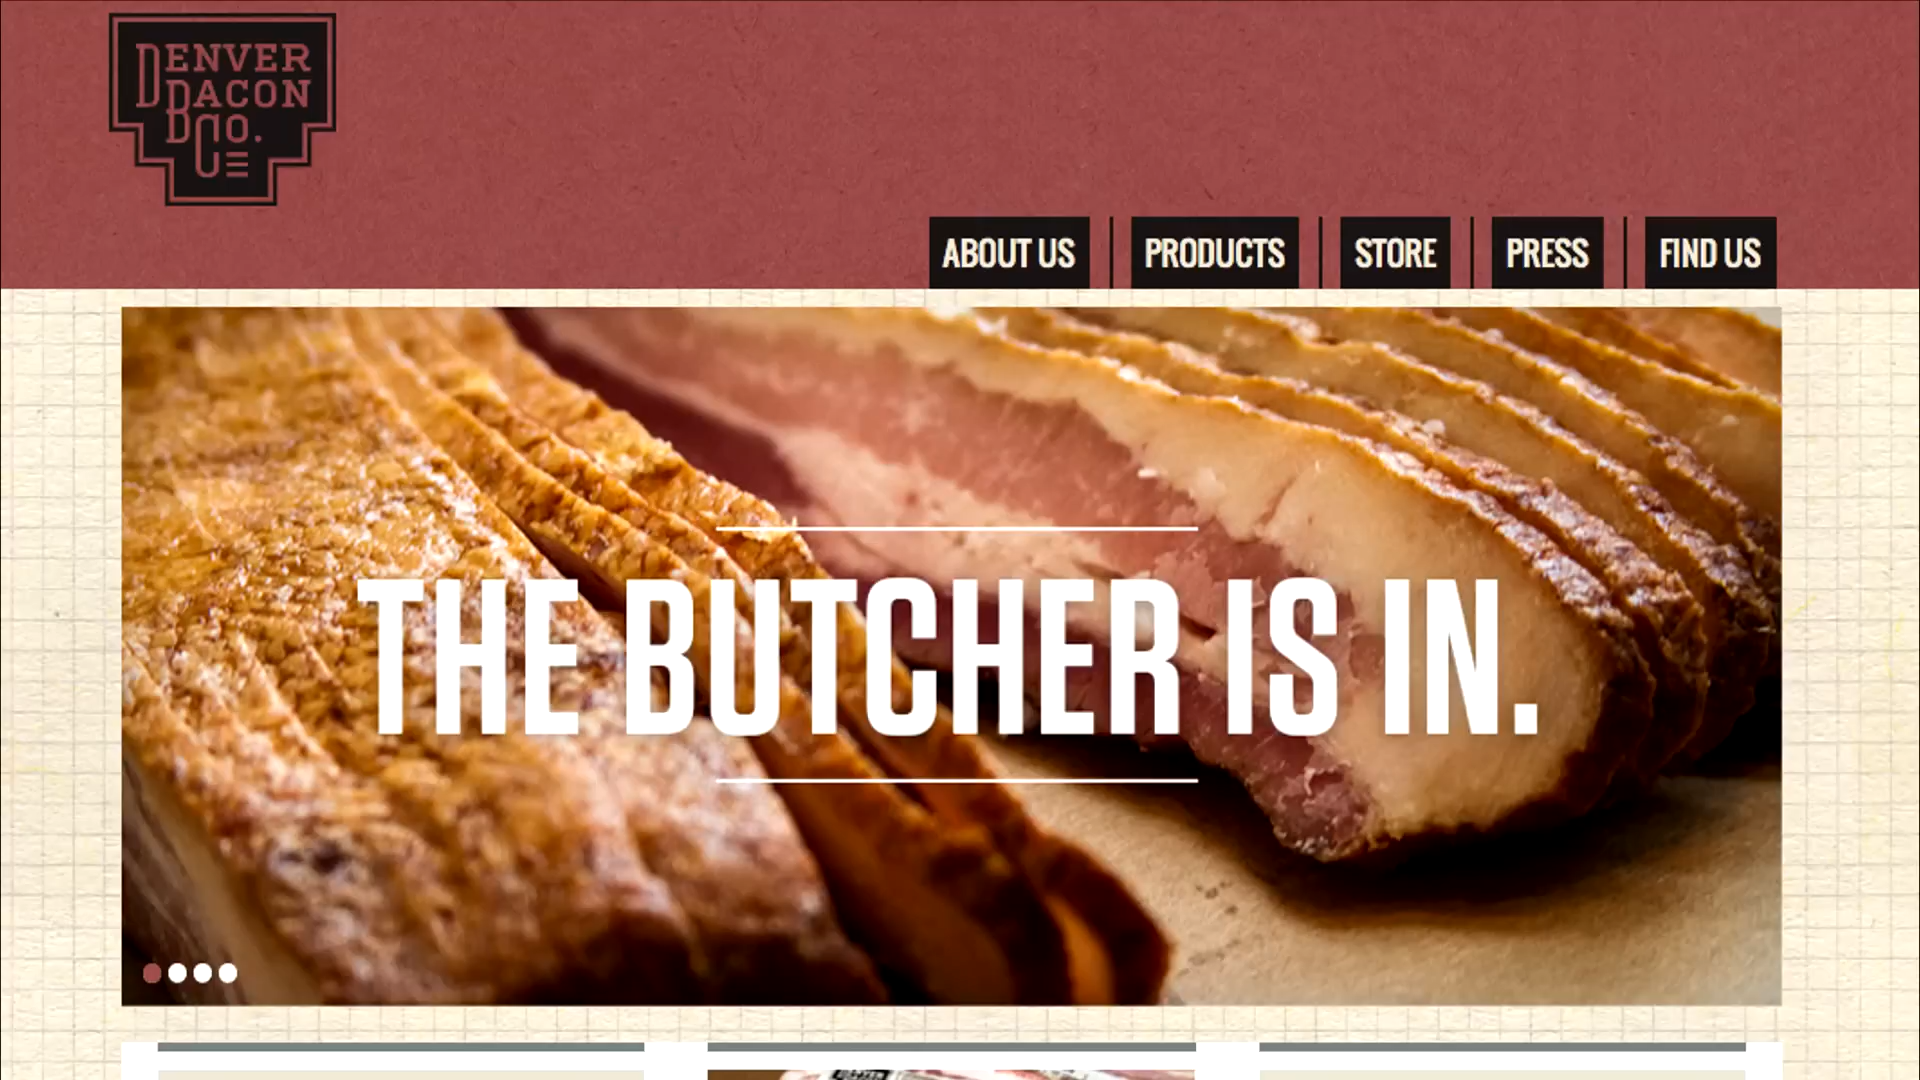 DENVER
BACON
CO.
ABOUT US
PRODUCTS
STORE
PRESS
FIND US
THE BUTCHER IS IN.